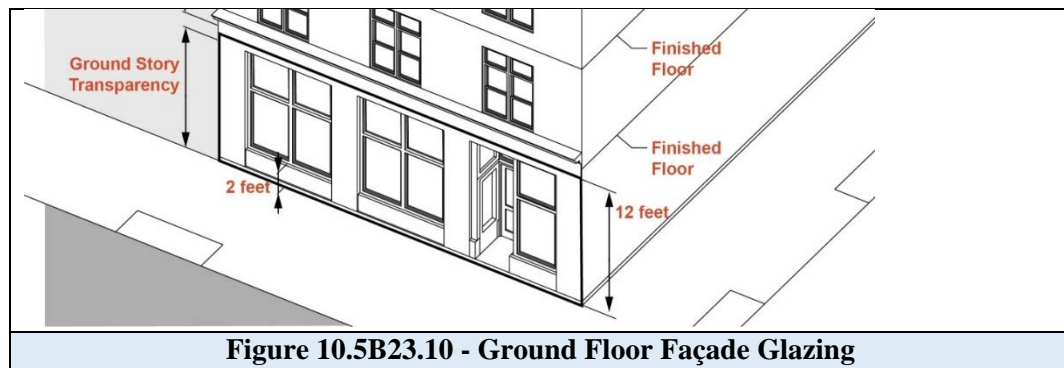 Ground Story
Transparency
Finished
Floor
Finished
Floor
2 feet
12 feet
Figure 10.5B23.10 - Ground Floor Façade Glazing